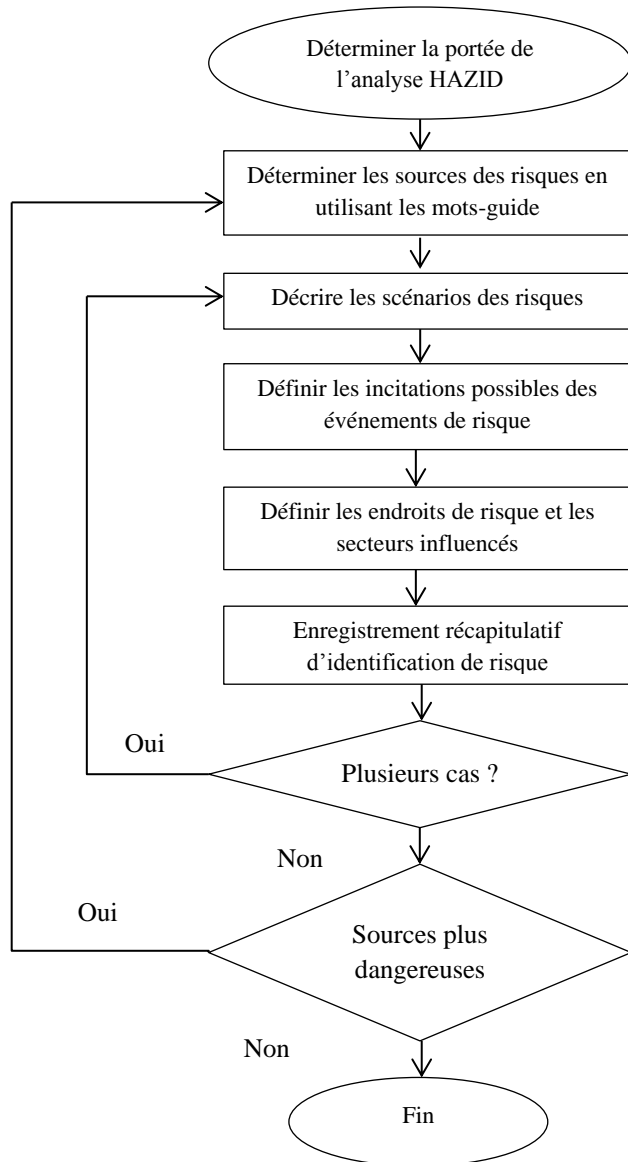 Déterminer la portée de
l’analyse HAZID
Déterminer les sources des risques en
utilisant les mots-guide
Décrire les scénarios des risques
Définir les incitations possibles des
événements de risque
Définir les endroits de risque et les
secteurs influencés
Enregistrement récapitulatif
d’identification de risque
Oui
Plusieurs cas ?
Non
Oui
Sources plus
dangereuses
Non
Fin